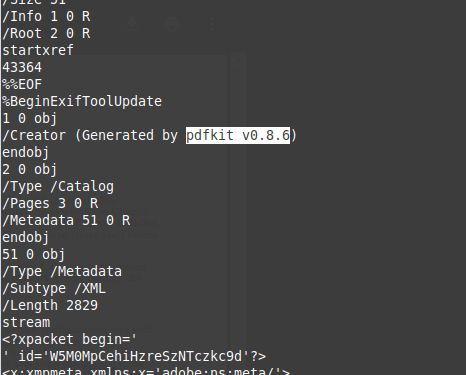 /Size 51
/Info 1 0 R
/Root 2 0 R
startxref
43364
%%EOF
%BeginExifToolUpdate
1 0 obj
/Creator (Generated by pdfkit v0.8.6)
endobj
2 0 obj
/Type /Catalog
/Pages 3 0 R
/Metadata 51 0 R
endobj
51 0 obj
/Type /Metadata
/Subtype /XML
/Length 2829
stream
<?xpacket begin='
' id='W5M0MpCehiHzreSzNTczkc9d'?>
<x:xmpmeta xmlns:x='adobe:ns:meta/'>